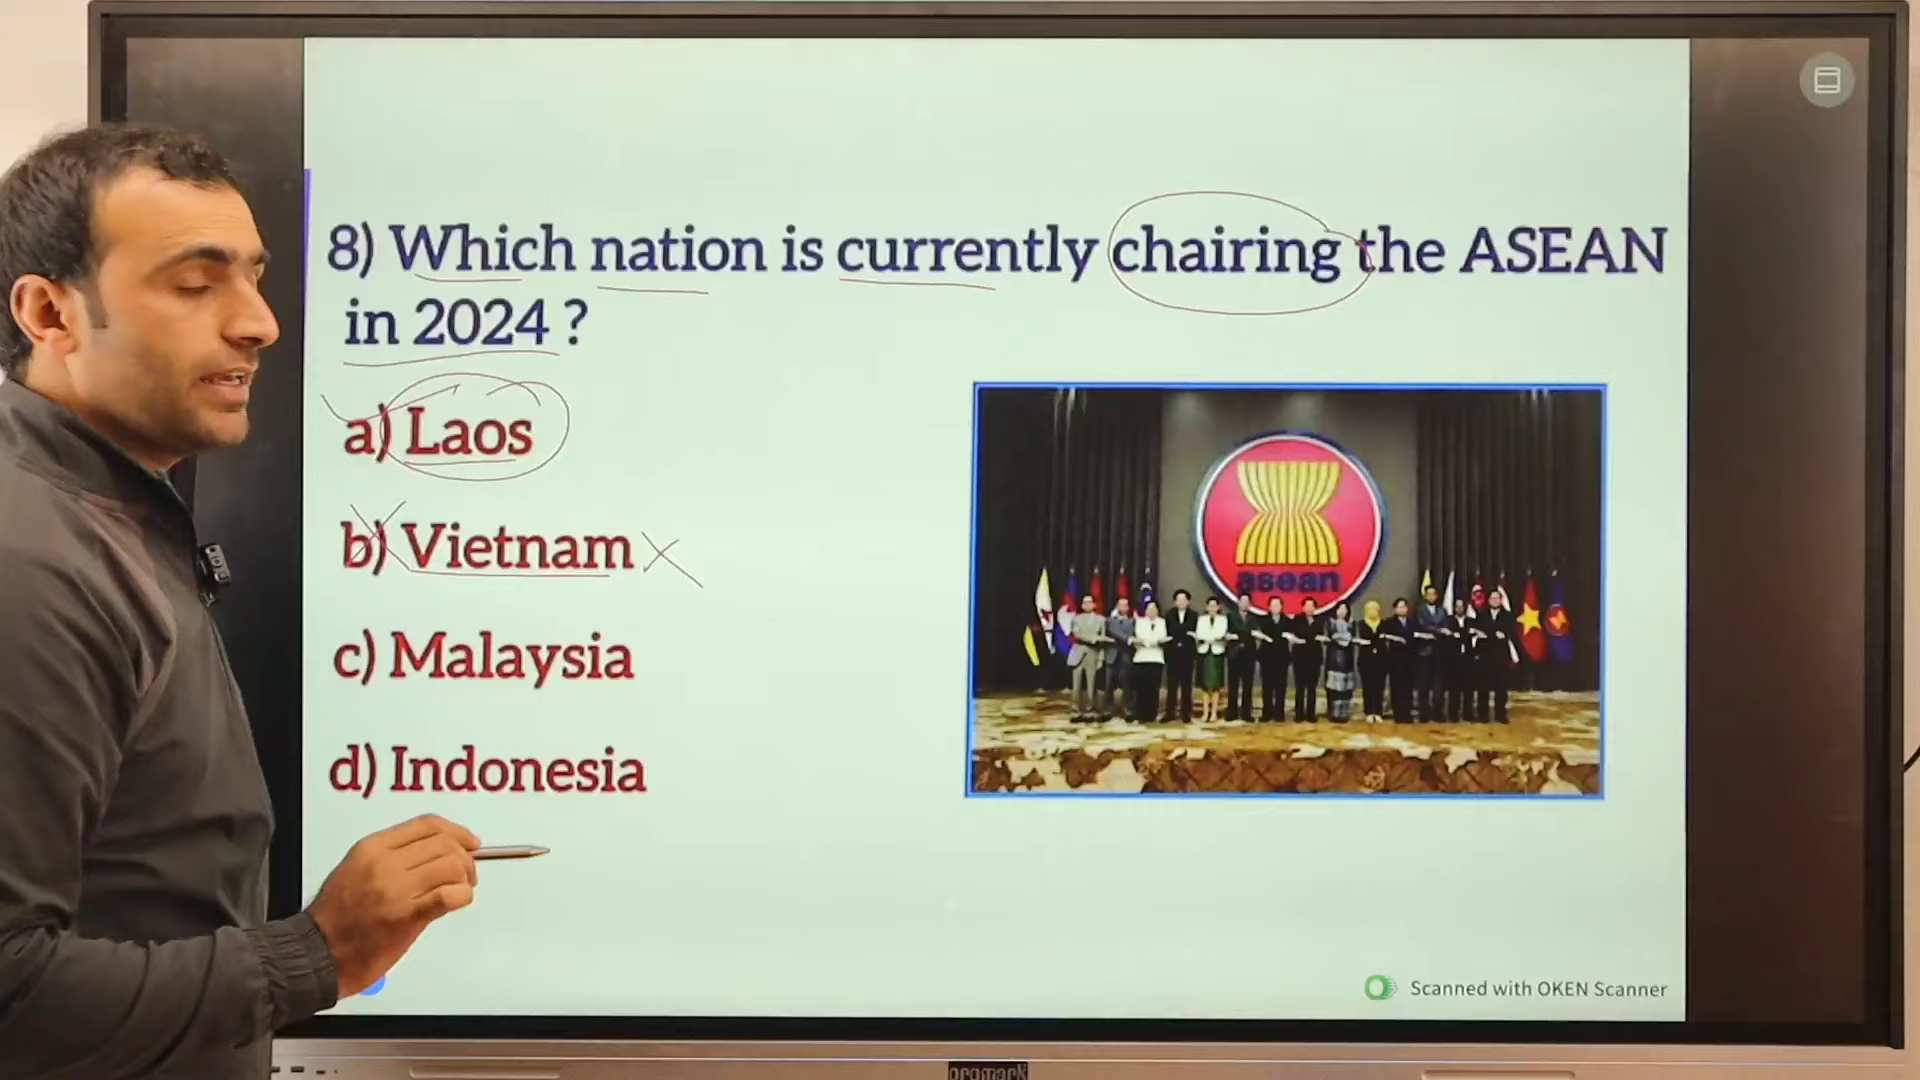 8) Which nation is currently chairing the ASEAN
in 2024 ?
a) Laos
b) Vietnam
c) Malaysia
d) Indonesia
asean
Scanned with OKEN Scanner
promark